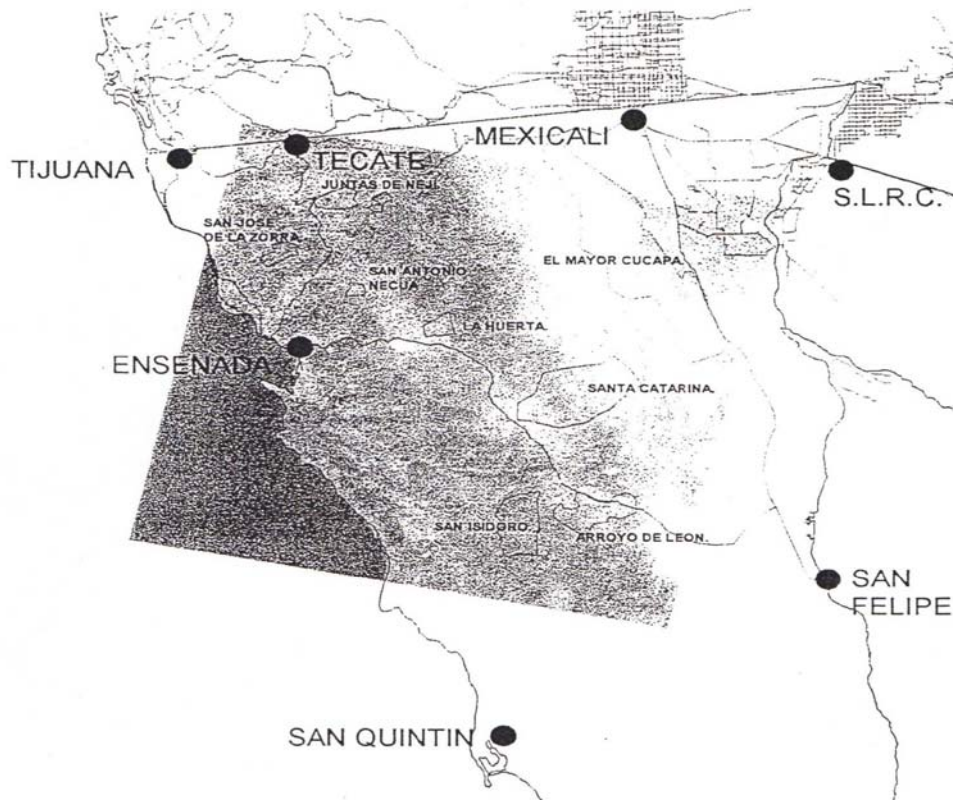 MEXICALI
TIJUANA
TECATE
JUNTAS DE NEJI.
S.L.R.C.
SAN JOSE
DE LA ZORRA.
EL MAYOR CUCAPA.
SAN ANTONIO
NECUA
LA HUERTA.
ENSENADA
SANTA CATARINA.
SAN ISIDORO.
ARROYO DE LEON.
SAN
FELIPE
SAN QUINTIN